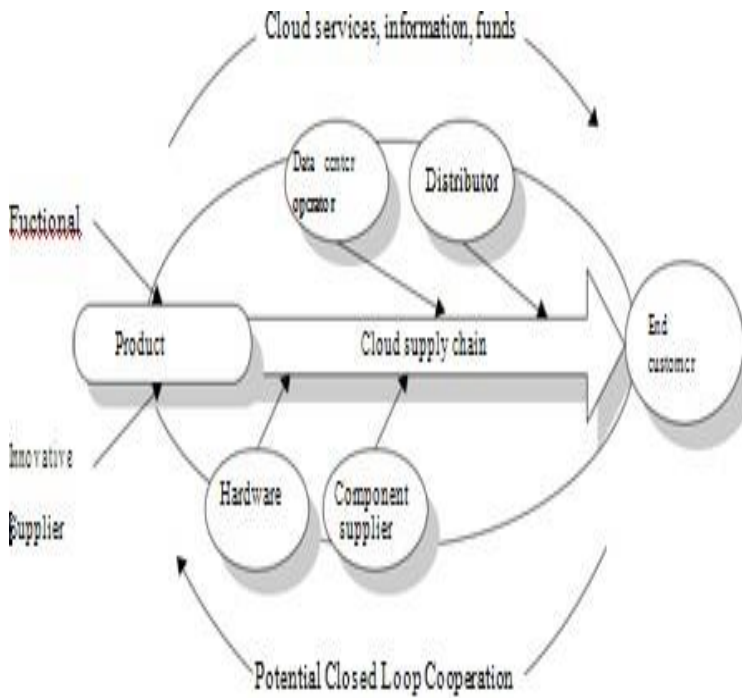 Cloud services, information, funds
Data center
operator
Distributor
Fuctional
Product
Cloud supply chain
End
customer
Innovative
Supplier
Hardware
Component
supplier
Potential Closed Loop Cooperation